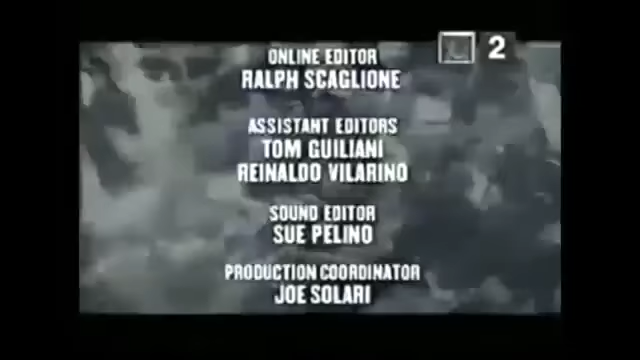 2
ONLINE EDITOR
RALPH SCAGLIONE
ASSISTANT EDITORS
TOM GUILIANI
REINALDO VILARINO
SOUND EDITOR
SUE PELINO
PRODUCTION COORDINATOR
JOE SOLARI